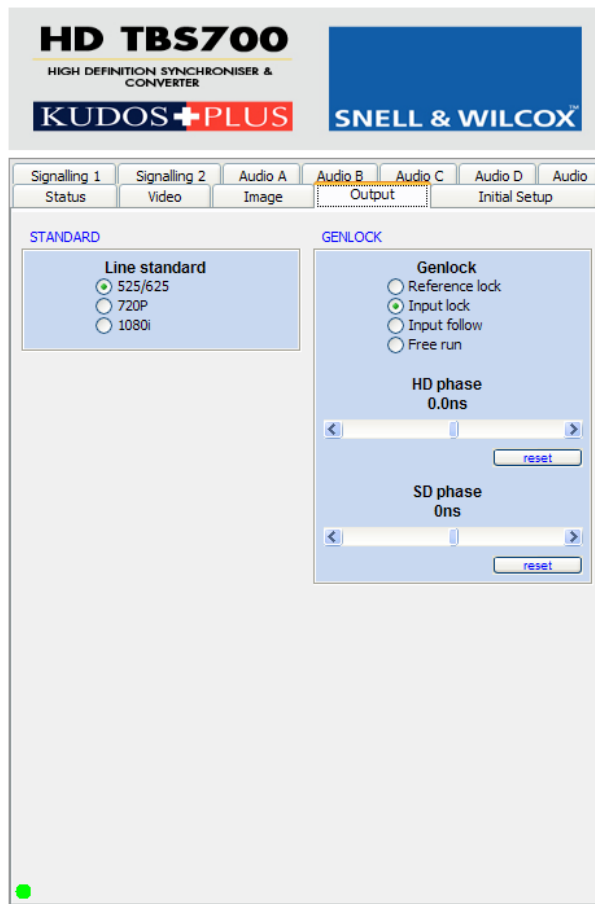 HD TBS700
HIGH DEFINITION SYNCHRONISER &
CONVERTER
KUDOS PLUS
SNELL & WILCOX™
Signalling 1 Signalling 2 Audio A Audio B Audio C Audio D Audio
Status Video Image Output Initial Setup
STANDARD
Line standard
525/625
720P
1080i
GENLOCK
Genlock
Reference lock
Input lock
Input follow
Free run
HD phase
0.0ns
reset
SD phase
0ns
reset